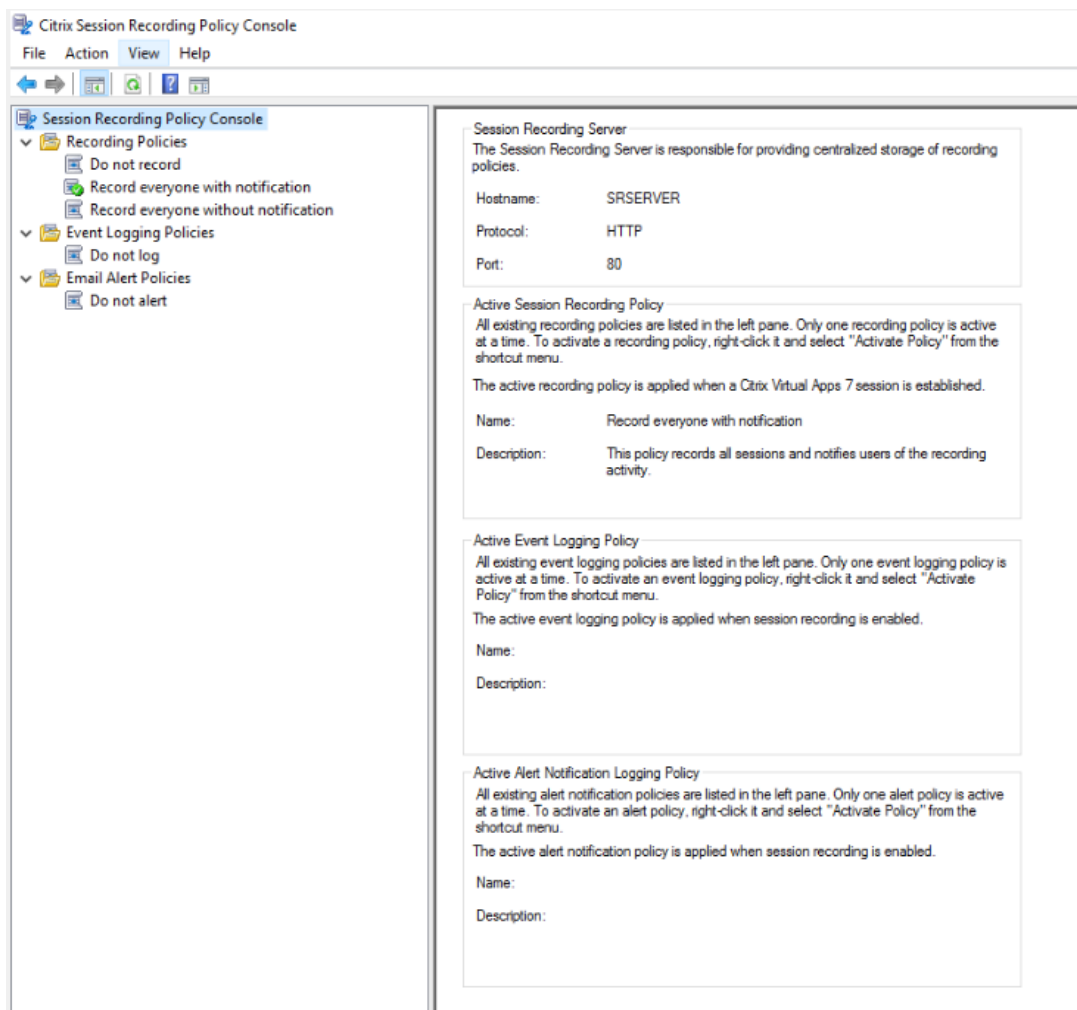 Citrix Session Recording Policy Console
File Action View Help
Session Recording Policy Console
Recording Policies
Do not record
Record everyone with notification
Record everyone without notification
Event Logging Policies
Do not log
Email Alert Policies
Do not alert
Session Recording Server
The Session Recording Server is responsible for providing centralized storage of recording
policies.
Hostname: SRSERVER
Protocol: HTTP
Port: 80
Active Session Recording Policy
All existing recording policies are listed in the left pane. Only one recording policy is active
at a time. To activate a recording policy, right-click it and select "Activate Policy" from the
shortcut menu.
The active recording policy is applied when a Citrix Virtual Apps 7 session is established.
Name: Record everyone with notification
Description: This policy records all sessions and notifies users of the recording
activity.
Active Event Logging Policy
All existing event logging policies are listed in the left pane. Only one event logging policy is
active at a time. To activate an event logging policy, right-click it and select "Activate
Policy" from the shortcut menu.
The active event logging policy is applied when session recording is enabled.
Name:
Description:
Active Alert Notification Logging Policy
All existing alert notification policies are listed in the left pane. Only one alert policy is active
at a time. To activate an alert policy, right-click it and select "Activate Policy" from the
shortcut menu.
The active alert notification policy is applied when session recording is enabled.
Name:
Description: